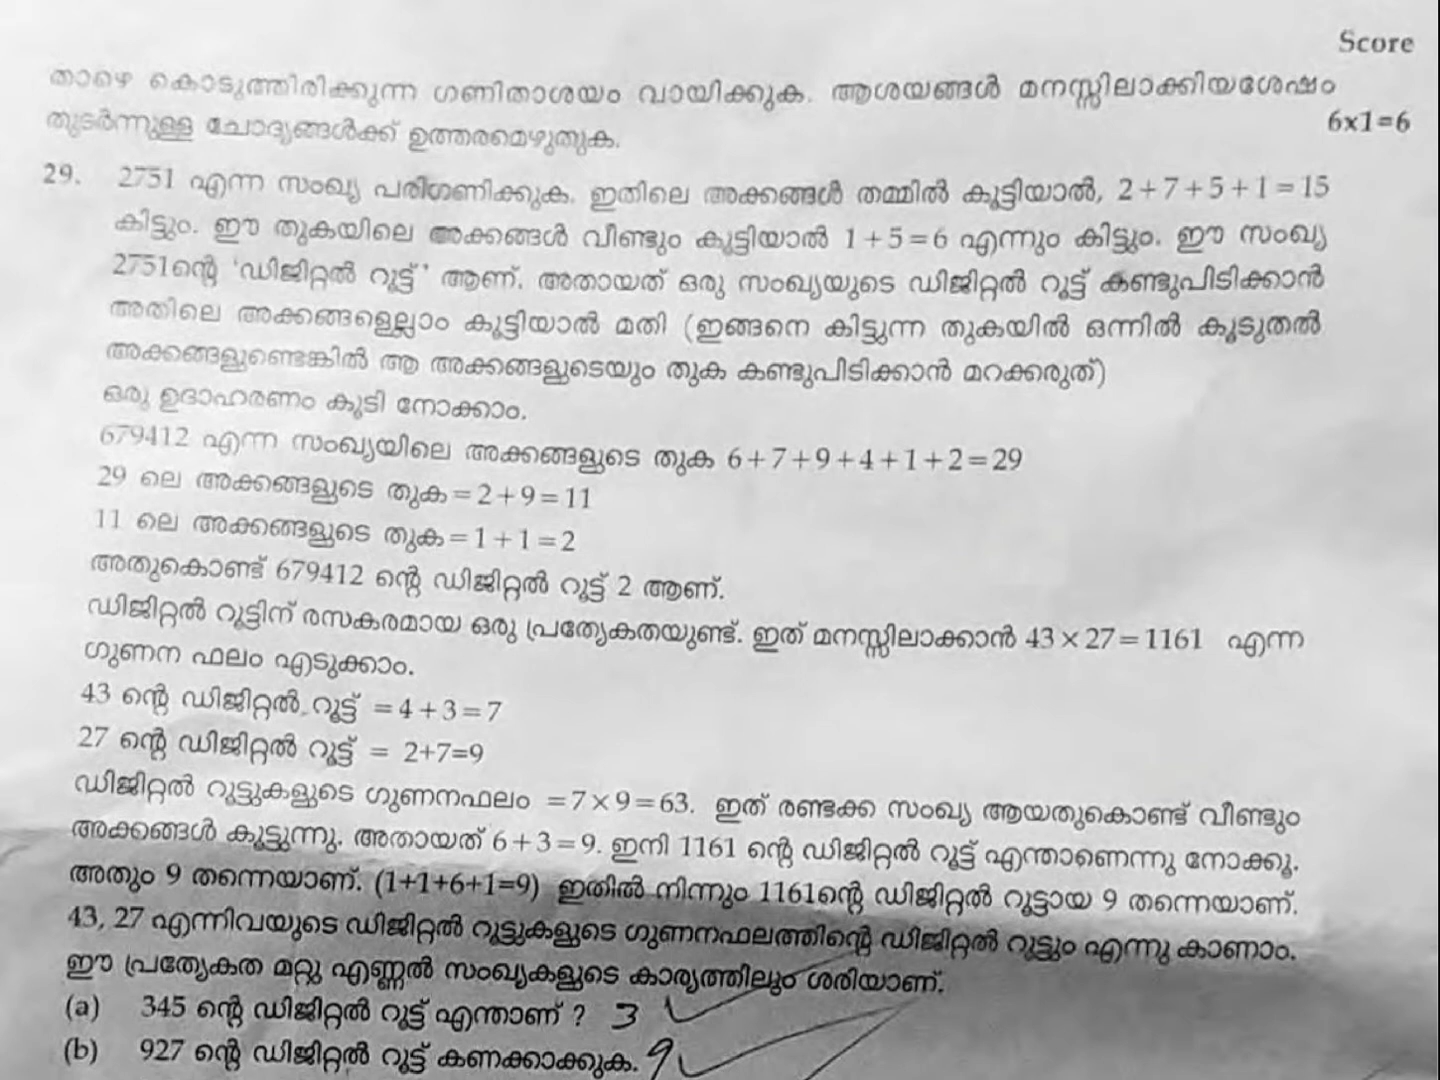 Score
താഴെ കൊടുത്തിരിക്കുന്ന ഗണിതാശയം വായിക്കുക. ആശയങ്ങൾ മനസ്സിലാക്കിയശേഷം
തുടർന്നുള്ള ചോദ്യങ്ങൾക്ക് ഉത്തരമെഴുതുക. 6x1=6
29. 2751 എന്ന സംഖ്യ പരിഗണിക്കുക. ഇതിലെ അക്കങ്ങൾ തമ്മിൽ കൂട്ടിയാൽ, 2+7+5+1=15
കിട്ടും. ഈ തുകയിലെ അക്കങ്ങൾ വീണ്ടും കൂട്ടിയാൽ 1+5=6 എന്നും കിട്ടും. ഈ സംഖ്യ
2751ന്റെ 'ഡിജിറ്റൽ റൂട്ട്' ആണ്. അതായത് ഒരു സംഖ്യയുടെ ഡിജിറ്റൽ റൂട്ട് കണ്ടുപിടിക്കാൻ
അതിലെ അക്കങ്ങളെല്ലാം കൂട്ടിയാൽ മതി (ഇങ്ങനെ കിട്ടുന്ന തുകയിൽ ഒന്നിൽ കൂടുതൽ
അക്കങ്ങളുണ്ടെങ്കിൽ ആ അക്കങ്ങളുടെയും തുക കണ്ടുപിടിക്കാൻ മറക്കരുത്)
ഒരു ഉദാഹരണം കൂടി നോക്കാം.
679412 എന്ന സംഖ്യയിലെ അക്കങ്ങളുടെ തുക 6+7+9+4+1+2=29
29 ലെ അക്കങ്ങളുടെ തുക=2+9=11
11 ലെ അക്കങ്ങളുടെ തുക=1+1=2
അതുകൊണ്ട് 679412 ന്റെ ഡിജിറ്റൽ റൂട്ട് 2 ആണ്.
ഡിജിറ്റൽ റൂട്ടിന് രസകരമായ ഒരു പ്രത്യേകതയുണ്ട്. ഇത് മനസ്സിലാക്കാൻ 43×27=1161 എന്ന
ഗുണന ഫലം എടുക്കാം.
43 ന്റെ ഡിജിറ്റൽ റൂട്ട് =4+3=7
27 ന്റെ ഡിജിറ്റൽ റൂട്ട് = 2+7=9
ഡിജിറ്റൽ റൂട്ടുകളുടെ ഗുണനഫലം =7×9=63. ഇത് രണ്ടക്ക സംഖ്യ ആയതുകൊണ്ട് വീണ്ടും
അക്കങ്ങൾ കൂട്ടുന്നു. അതായത് 6+3=9. ഇനി 1161 ന്റെ ഡിജിറ്റൽ റൂട്ട് എന്താണെന്നു നോക്കൂ.
അതും 9 തന്നെയാണ്. (1+1+6+1=9) ഇതിൽ നിന്നും 1161ന്റെ ഡിജിറ്റൽ റൂട്ടായ 9 തന്നെയാണ്.
43, 27 എന്നിവയുടെ ഡിജിറ്റൽ റൂട്ടുകളുടെ ഗുണനഫലത്തിന്റെ ഡിജിറ്റൽ റൂട്ടും എന്നു കാണാം.
ഈ പ്രത്യേകത മറ്റു എണ്ണൽ സംഖ്യകളുടെ കാര്യത്തിലും ശരിയാണ്.
(a) 345 ന്റെ ഡിജിറ്റൽ റൂട്ട് എന്താണ് ? 3
(b) 927 ന്റെ ഡിജിറ്റൽ റൂട്ട് കണക്കാക്കുക. 9